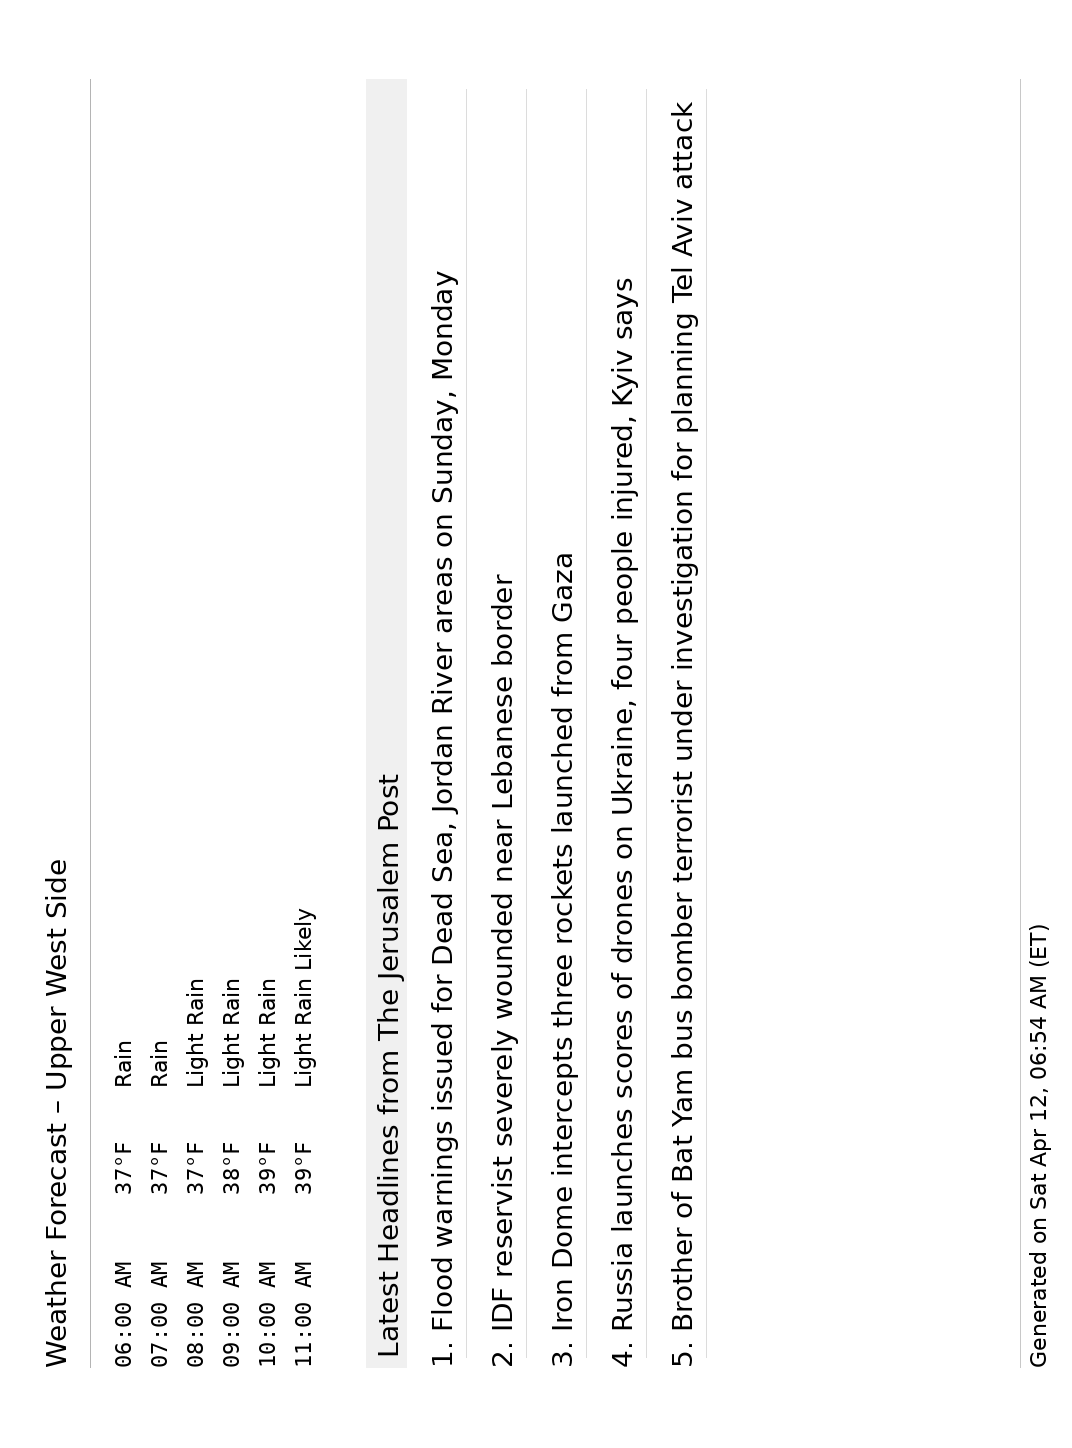 Weather Forecast – Upper West Side
06:00 AM 37°F Rain
07:00 AM 37°F Rain
08:00 AM 37°F Light Rain
09:00 AM 38°F Light Rain
10:00 AM 39°F Light Rain
11:00 AM 39°F Light Rain Likely
Latest Headlines from The Jerusalem Post
1. Flood warnings issued for Dead Sea, Jordan River areas on Sunday, Monday
2. IDF reservist severely wounded near Lebanese border
3. Iron Dome intercepts three rockets launched from Gaza
4. Russia launches scores of drones on Ukraine, four people injured, Kyiv says
5. Brother of Bat Yam bus bomber terrorist under investigation for planning Tel Aviv attack
Generated on Sat Apr 12, 06:54 AM (ET)